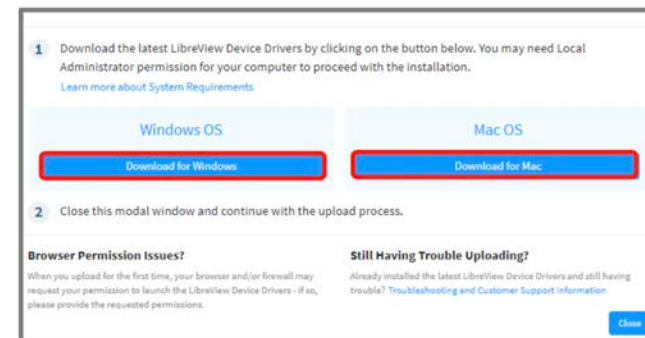 1 Download the latest LibreView Device Drivers by clicking on the button below. You may need Local
Administrator permission for your computer to proceed with the installation.
Learn more about System Requirements
Windows OS
Download for Windows
Mac OS
Download for Mac
2 Close this modal window and continue with the upload process.
Browser Permission Issues?
When you upload for the first time, your browser and/or firewall may
request your permission to launch the LibreView Device Drivers - if so,
please provide the requested permissions.
Still Having Trouble Uploading?
Already installed the latest LibreView Device Drivers and still having
trouble? Troubleshooting and Customer Support Information
Close